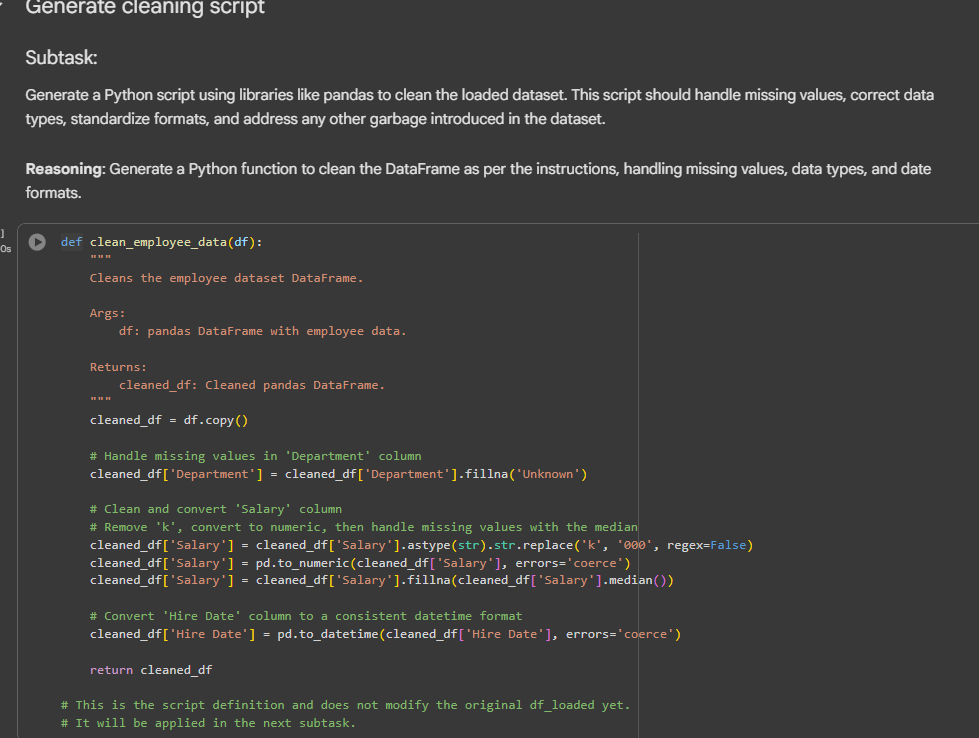 Generate cleaning script
Subtask:
Generate a Python script using libraries like pandas to clean the loaded dataset. This script should handle missing values, correct data
types, standardize formats, and address any other garbage introduced in the dataset.
Reasoning: Generate a Python function to clean the DataFrame as per the instructions, handling missing values, data types, and date
formats.
]
0s
def clean_employee_data(df):
    """
    Cleans the employee dataset DataFrame.

    Args:
        df: pandas DataFrame with employee data.

    Returns:
        cleaned_df: Cleaned pandas DataFrame.
    """
    cleaned_df = df.copy()

    # Handle missing values in 'Department' column
    cleaned_df['Department'] = cleaned_df['Department'].fillna('Unknown')

    # Clean and convert 'Salary' column
    # Remove 'k', convert to numeric, then handle missing values with the median
    cleaned_df['Salary'] = cleaned_df['Salary'].astype(str).str.replace('k', '000', regex=False)
    cleaned_df['Salary'] = pd.to_numeric(cleaned_df['Salary'], errors='coerce')
    cleaned_df['Salary'] = cleaned_df['Salary'].fillna(cleaned_df['Salary'].median())

    # Convert 'Hire Date' column to a consistent datetime format
    cleaned_df['Hire Date'] = pd.to_datetime(cleaned_df['Hire Date'], errors='coerce')

    return cleaned_df

# This is the script definition and does not modify the original df_loaded yet.
# It will be applied in the next subtask.